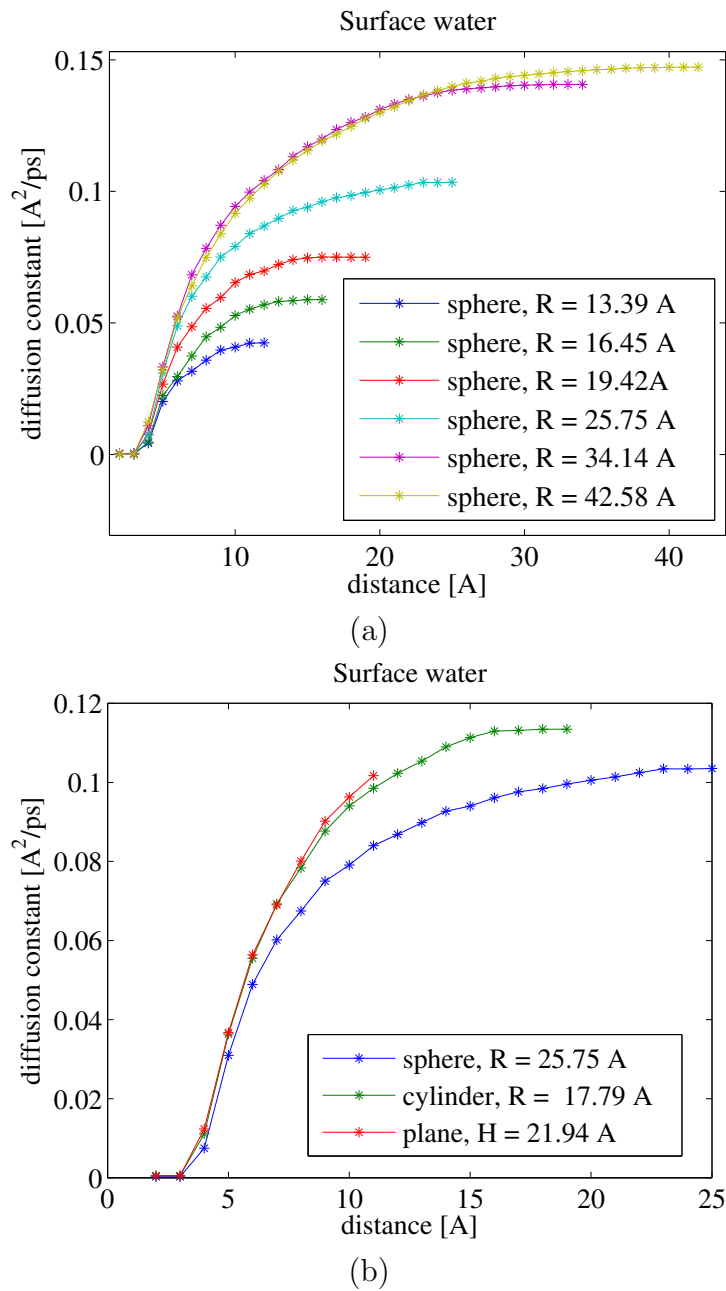 Surface water
0.15
0.1
0.05
0
diffusion constant [A²/ps]
sphere, R = 13.39 A
sphere, R = 16.45 A
sphere, R = 19.42A
sphere, R = 25.75 A
sphere, R = 34.14 A
sphere, R = 42.58 A
10 20 30 40
distance [A]
(a)
Surface water
0.12
0.1
0.08
0.06
0.04
0.02
0
diffusion constant [A²/ps]
sphere, R = 25.75 A
cylinder, R = 17.79 A
plane, H = 21.94 A
0 5 10 15 20 25
distance [A]
(b)